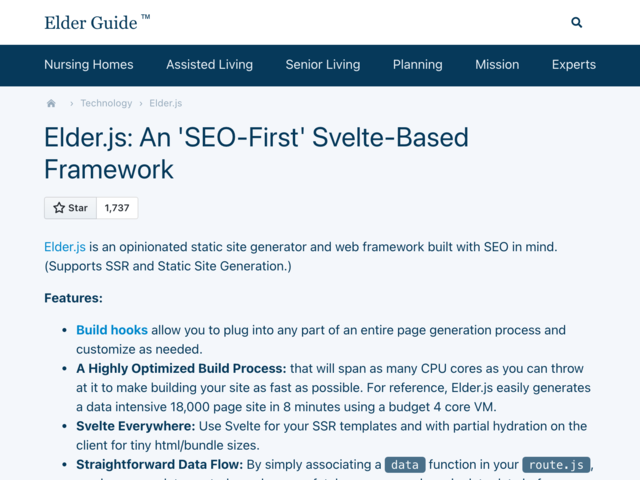 Elder Guide ™
Nursing Homes Assisted Living Senior Living Planning Mission Experts
› Technology › Elder.js
Elder.js: An 'SEO-First' Svelte-Based
Framework
Star 1,737
Elder.js is an opinionated static site generator and web framework built with SEO in mind.
(Supports SSR and Static Site Generation.)
Features:
• Build hooks allow you to plug into any part of an entire page generation process and
customize as needed.
• A Highly Optimized Build Process: that will span as many CPU cores as you can throw
at it to make building your site as fast as possible. For reference, Elder.js easily generates
a data intensive 18,000 page site in 8 minutes using a budget 4 core VM.
• Svelte Everywhere: Use Svelte for your SSR templates and with partial hydration on the
client for tiny html/bundle sizes.
• Straightforward Data Flow: By simply associating a data function in your route.js,